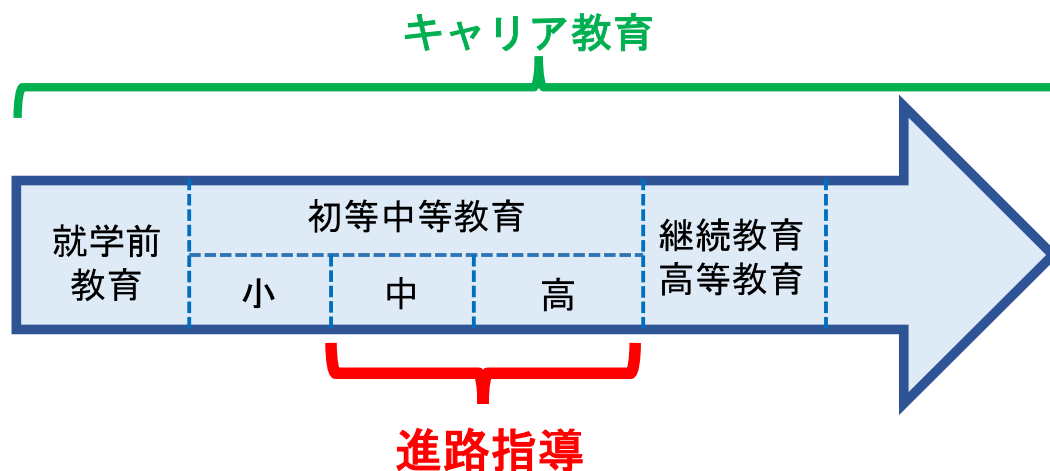 キャリア教育
就学前
教育
初等中等教育
小
中
高
継続教育
高等教育
進路指導